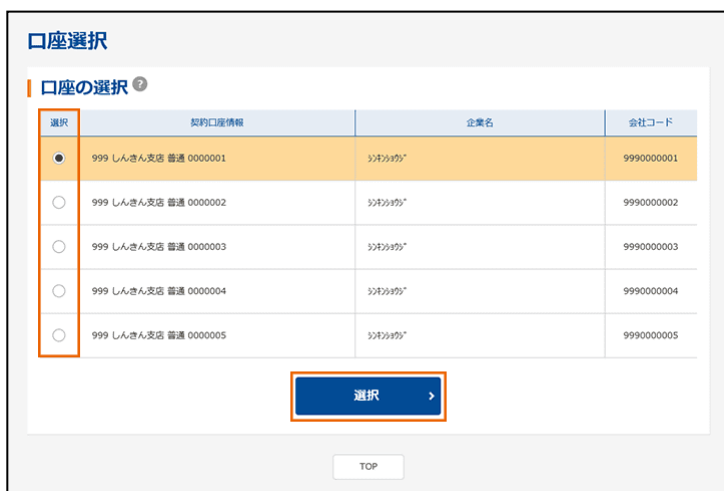 口座選択
口座の選択 ?
選択 契約口座情報 企業名 会社コード
999 しんきん支店 普通 0000001 ｼﾝｷﾝｼｮｳｼﾞ 9990000001
999 しんきん支店 普通 0000002 ｼﾝｷﾝｼｮｳｼﾞ 9990000002
999 しんきん支店 普通 0000003 ｼﾝｷﾝｼｮｳｼﾞ 9990000003
999 しんきん支店 普通 0000004 ｼﾝｷﾝｼｮｳｼﾞ 9990000004
999 しんきん支店 普通 0000005 ｼﾝｷﾝｼｮｳｼﾞ 9990000005
選択
TOP